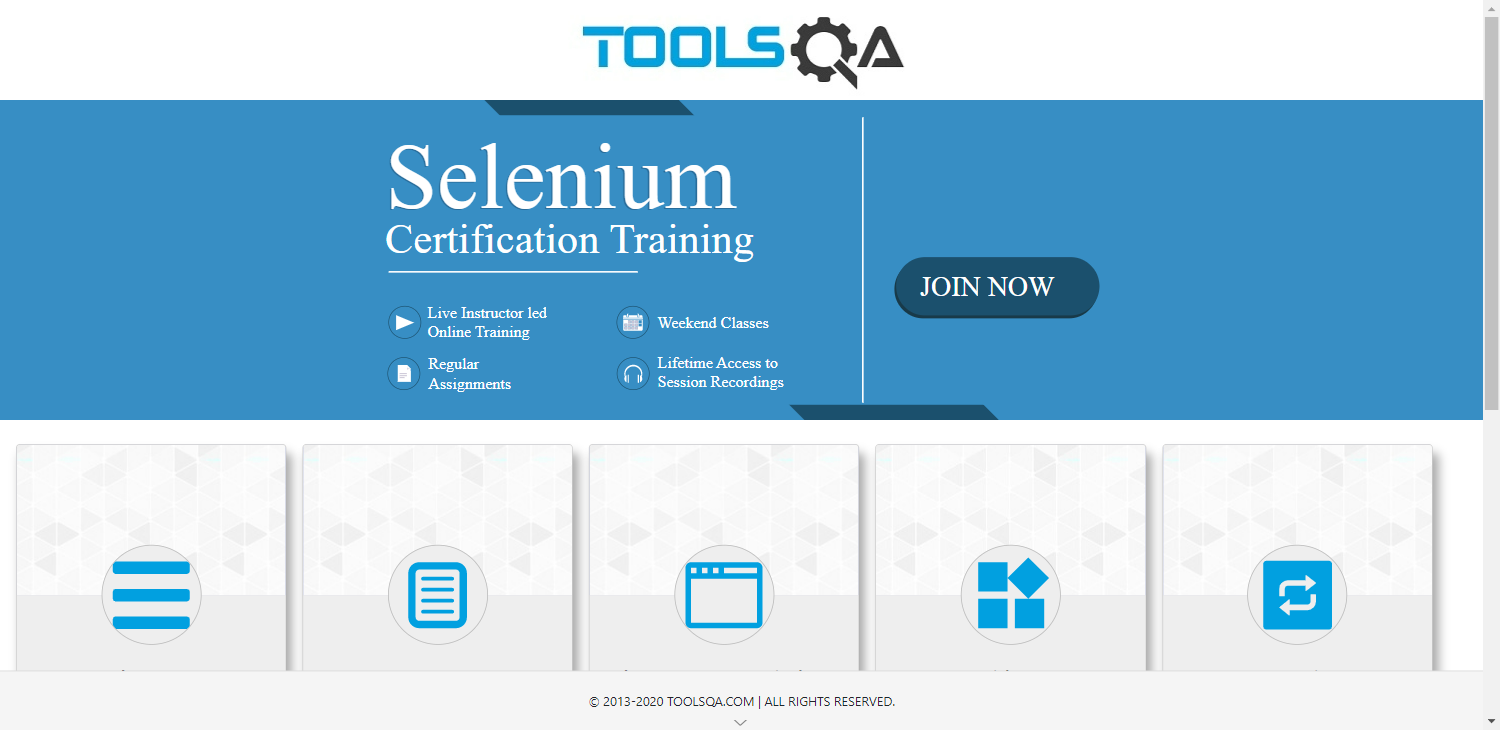 TOOLSQA
Selenium
Certification Training
JOIN NOW
Live Instructor led
Online Training
Weekend Classes
Regular
Assignments
Lifetime Access to
Session Recordings
© 2013-2020 TOOLSQA.COM | ALL RIGHTS RESERVED.